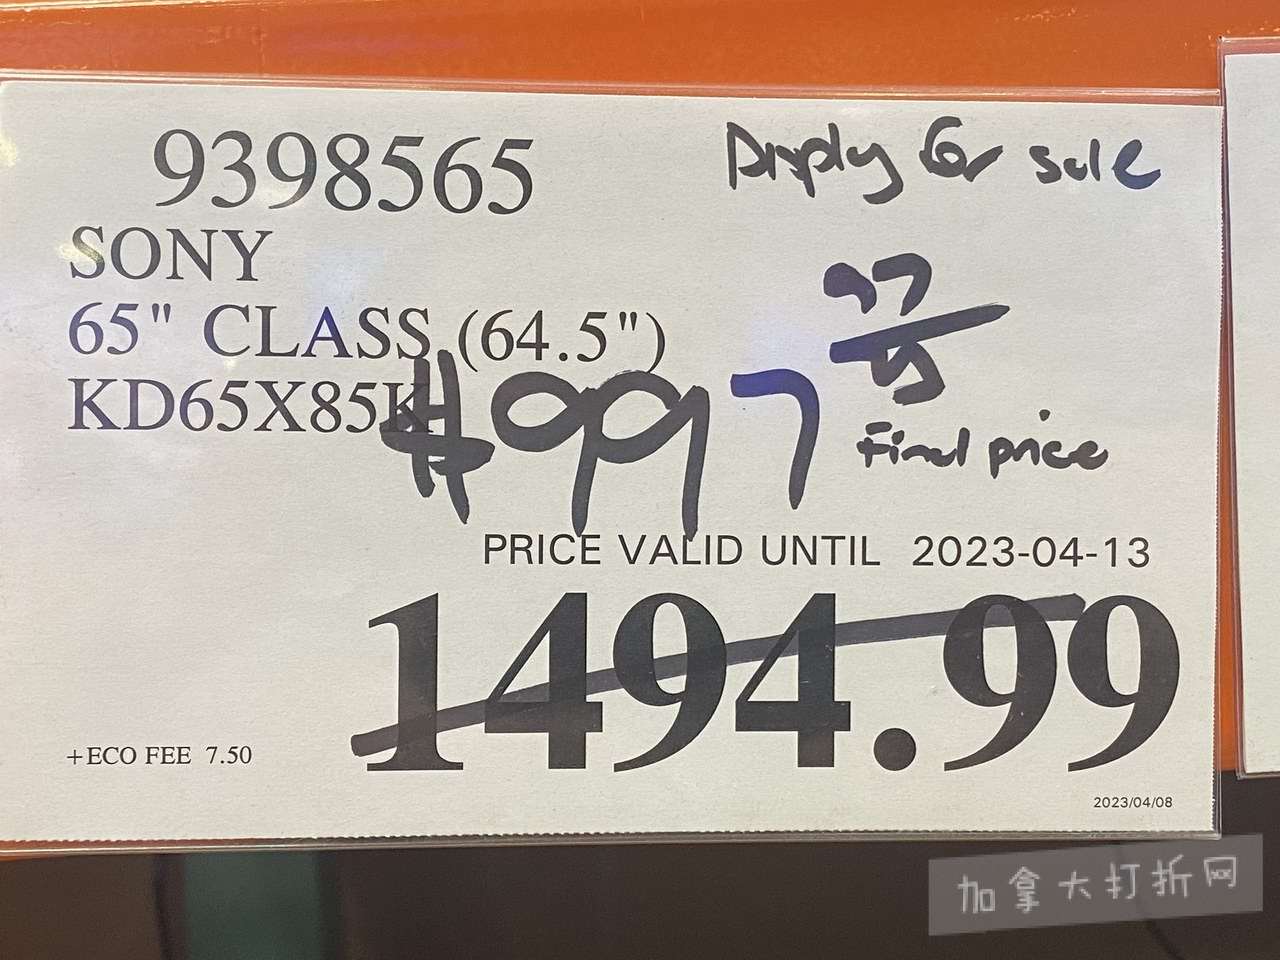 9398565
Display for sale
SONY
65" CLASS (64.5")
KD65X85K
$997
97
Final price
PRICE VALID UNTIL 2023-04-13
1494.99
+ECO FEE 7.50
2023/04/08
加拿大打折网